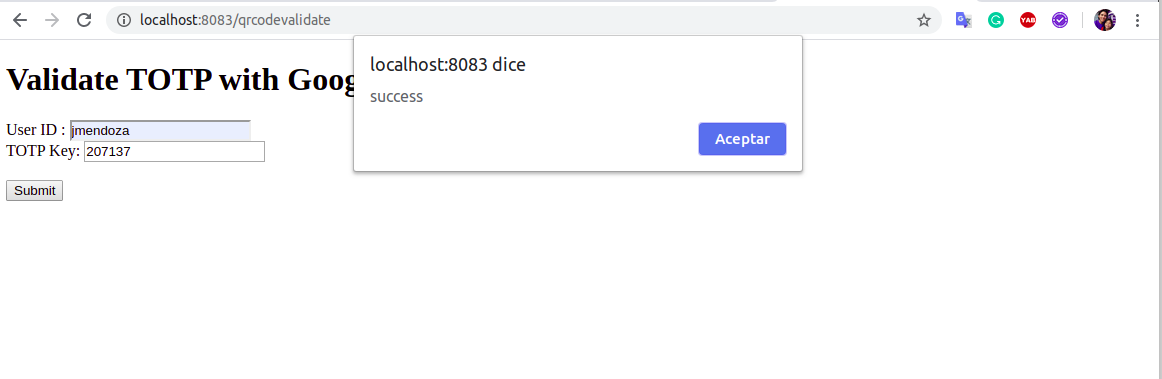 localhost:8083/qrcodevalidate
YAB
localhost:8083 dice
success
Aceptar
Validate TOTP with Goog
User ID : jmendoza
TOTP Key: 207137
Submit